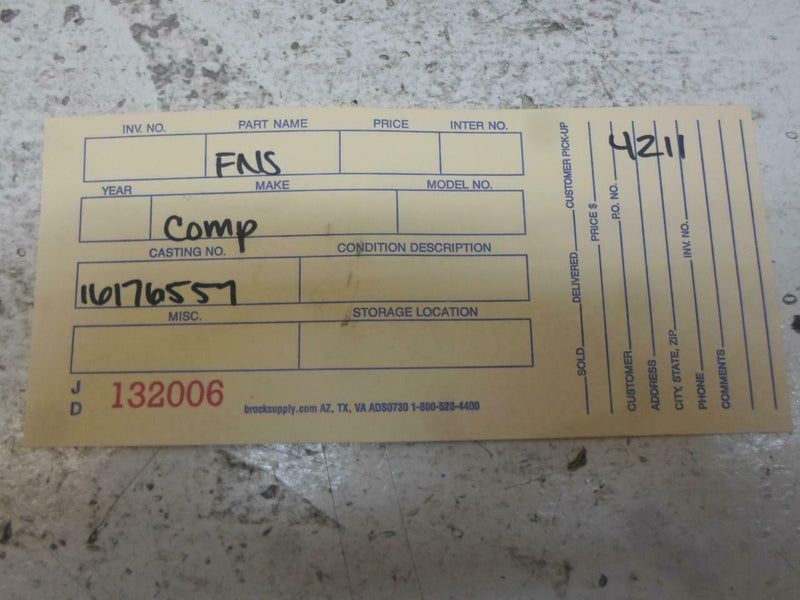 INV. NO. PART NAME PRICE INTER NO.
FNS
YEAR MAKE MODEL NO.
Comp
CASTING NO. CONDITION DESCRIPTION
16176557
MISC. STORAGE LOCATION
J
D
132006
brocksupply.com AZ, TX, VA ADS0730 1-800-528-4400
SOLD DELIVERED CUSTOMER PICK-UP
PRICE $
P.O. NO.
4211
CUSTOMER
ADDRESS
CITY, STATE, ZIP
PHONE INV. NO.
COMMENTS